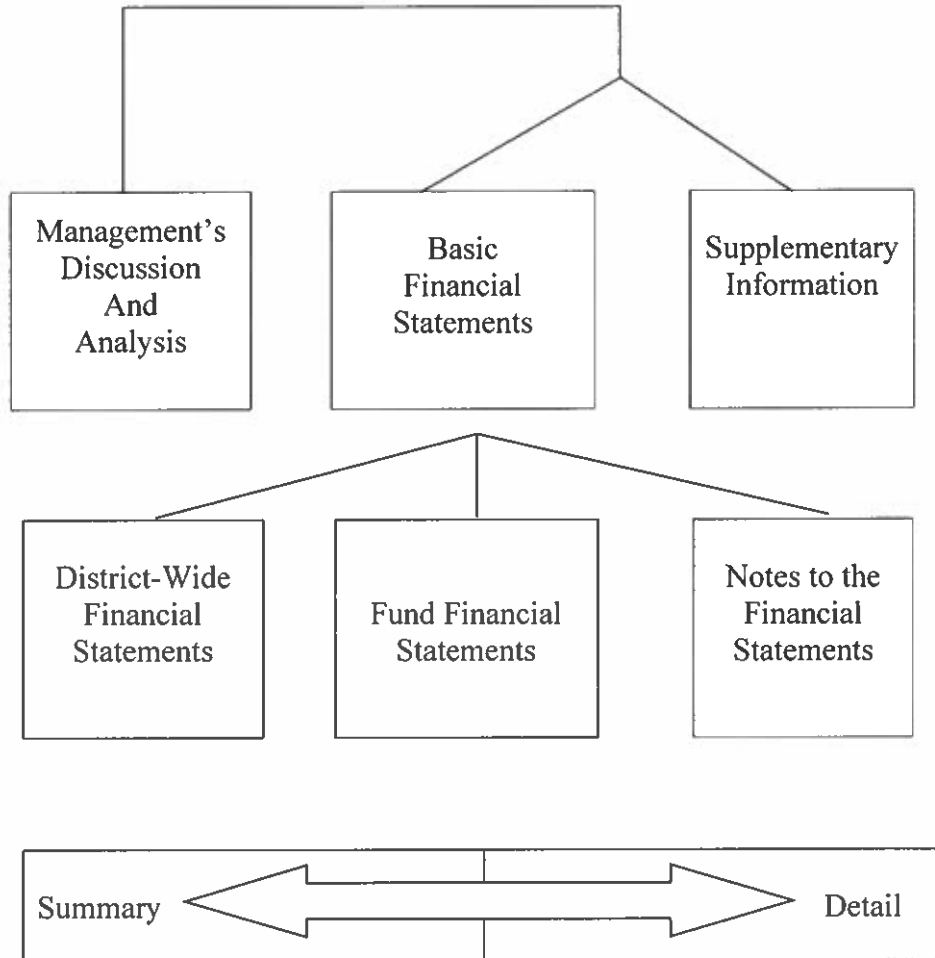 Management’s
Discussion
And
Analysis
Basic
Financial
Statements
Supplementary
Information
District-Wide
Financial
Statements
Fund Financial
Statements
Notes to the
Financial
Statements
Summary
Detail